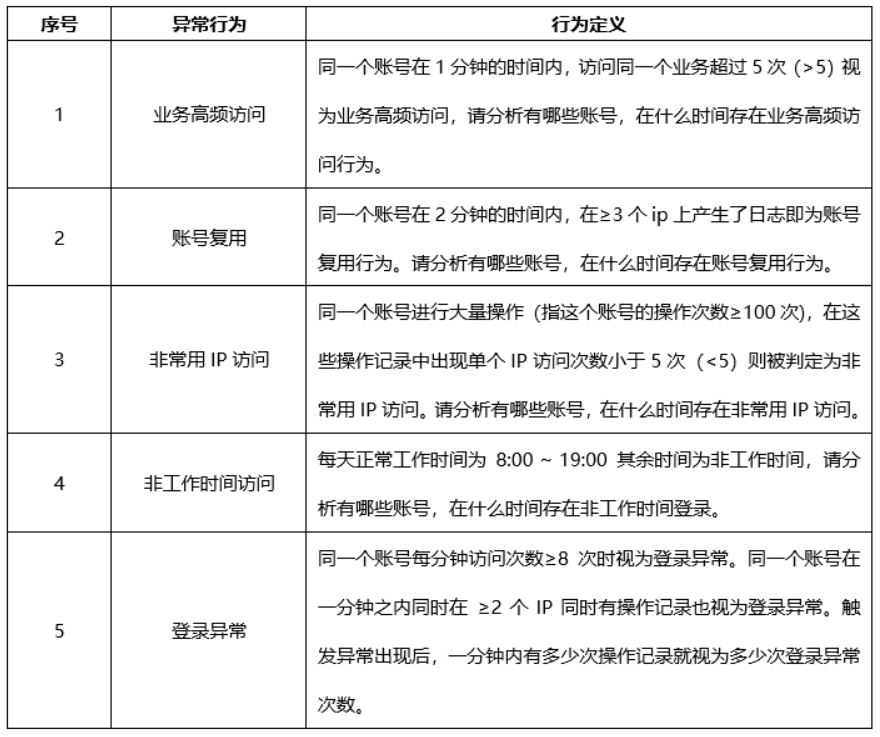 序号 异常行为 行为定义
1 业务高频访问 同一个账号在 1 分钟的时间内，访问同一个业务超过 5 次（>5）视
为业务高频访问，请分析有哪些账号，在什么时间存在业务高频访
问行为。
2 账号复用 同一个账号在 2 分钟的时间内，在≥3 个 ip 上产生了日志即为账号
复用行为。请分析有哪些账号，在什么时间存在账号复用行为。
3 非常用 IP 访问 同一个账号进行大量操作（指这个账号的操作次数≥100 次），在这
些操作记录中出现单个 IP 访问次数小于 5 次（<5）则被判定为非
常用 IP 访问。请分析有哪些账号，在什么时间存在非常用 IP 访问。
4 非工作时间访问 每天正常工作时间为 8:00 ~ 19:00 其余时间为非工作时间，请分
析有哪些账号，在什么时间存在非工作时间登录。
5 登录异常 同一个账号每分钟访问次数≥8 次时视为登录异常。同一个账号在
一分钟之内同时在 ≥2 个 IP 同时有操作记录也视为登录异常。触
发异常出现后，一分钟内有多少次操作记录就视为多少次登录异常
次数。